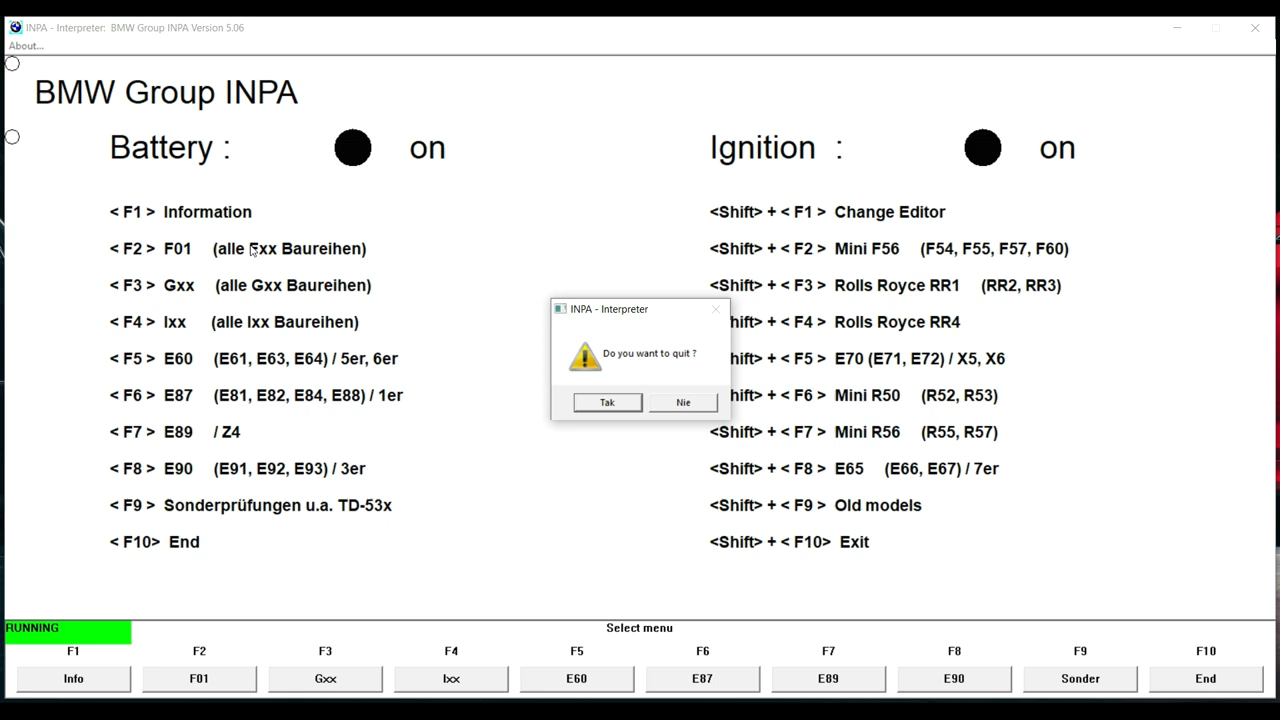 INPA - Interpreter: BMW Group INPA Version 5.06
About...
BMW Group INPA
Battery : on
Ignition : on
< F1 > Information
< F2 > F01 (alle Fxx Baureihen)
< F3 > Gxx (alle Gxx Baureihen)
< F4 > Ixx (alle Ixx Baureihen)
< F5 > E60 (E61, E63, E64) / 5er, 6er
< F6 > E87 (E81, E82, E84, E88) / 1er
< F7 > E89 / Z4
< F8 > E90 (E91, E92, E93) / 3er
< F9 > Sonderprüfungen u.a. TD-53x
< F10> End
<Shift> + < F1 > Change Editor
<Shift> + < F2 > Mini F56 (F54, F55, F57, F60)
<Shift> + < F3 > Rolls Royce RR1 (RR2, RR3)
hift> + < F4 > Rolls Royce RR4
hift> + < F5 > E70 (E71, E72) / X5, X6
hift> + < F6 > Mini R50 (R52, R53)
<Shift> + < F7 > Mini R56 (R55, R57)
<Shift> + < F8 > E65 (E66, E67) / 7er
<Shift> + < F9 > Old models
<Shift> + < F10> Exit
INPA - Interpreter
Do you want to quit ?
Tak Nie
RUNNING
Select menu
F1 F2 F3 F4 F5 F6 F7 F8 F9 F10
Info F01 Gxx Ixx E60 E87 E89 E90 Sonder End